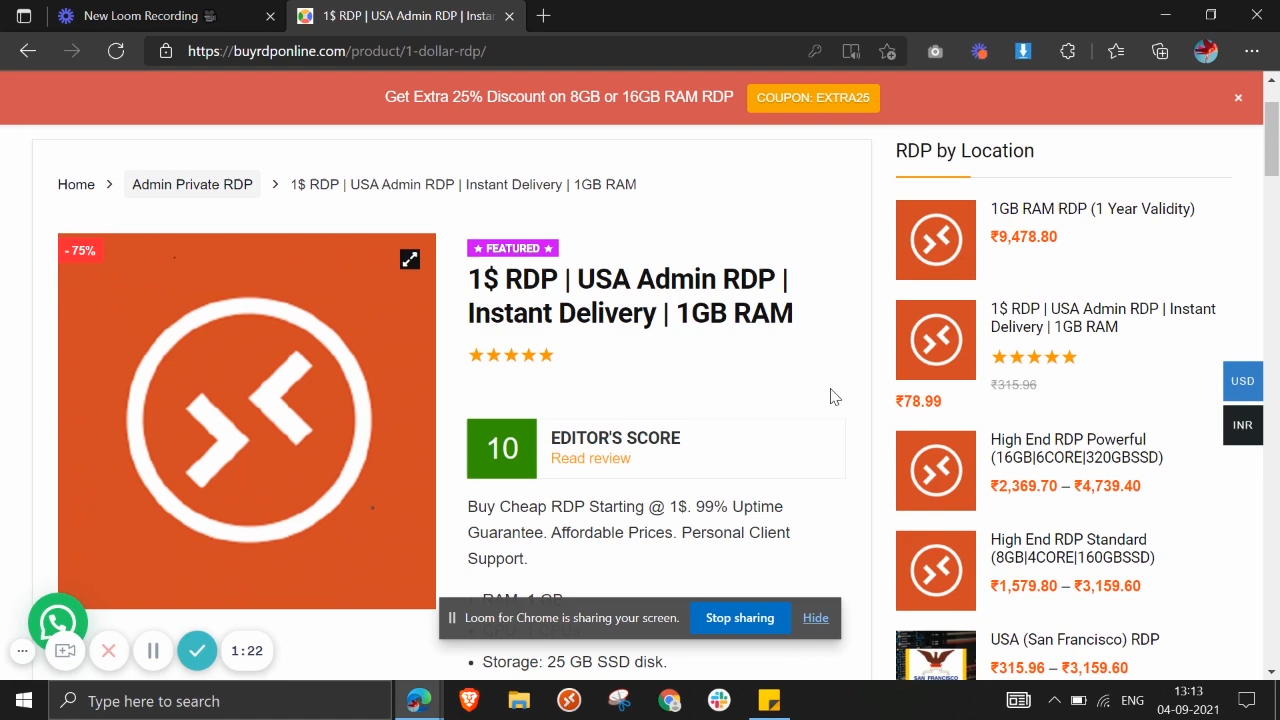 New Loom Recording
1$ RDP | USA Admin RDP | Insta
https://buyrdponline.com/product/1-dollar-rdp/
Get Extra 25% Discount on 8GB or 16GB RAM RDP
COUPON: EXTRA25
Home
Admin Private RDP
1$ RDP | USA Admin RDP | Instant Delivery | 1GB RAM
- 75%
★ FEATURED ★
1$ RDP | USA Admin RDP |
Instant Delivery | 1GB RAM
10
EDITOR'S SCORE
Read review
Buy Cheap RDP Starting @ 1$. 99% Uptime
Guarantee. Affordable Prices. Personal Client
Support.
RAM: 1 GB
• Storage: 25 GB SSD disk.
RDP by Location
1GB RAM RDP (1 Year Validity)
₹9,478.80
1$ RDP | USA Admin RDP | Instant
Delivery | 1GB RAM
₹315.96
₹78.99
High End RDP Powerful
(16GB|6CORE|320GBSSD)
₹2,369.70 – ₹4,739.40
High End RDP Standard
(8GB|4CORE|160GBSSD)
₹1,579.80 – ₹3,159.60
USA (San Francisco) RDP
₹315.96 – ₹3,159.60
SAN FRANCISCO
USD
INR
Loom for Chrome is sharing your screen.
Stop sharing
Hide
1:22
Type here to search
ENG
13:13
04-09-2021